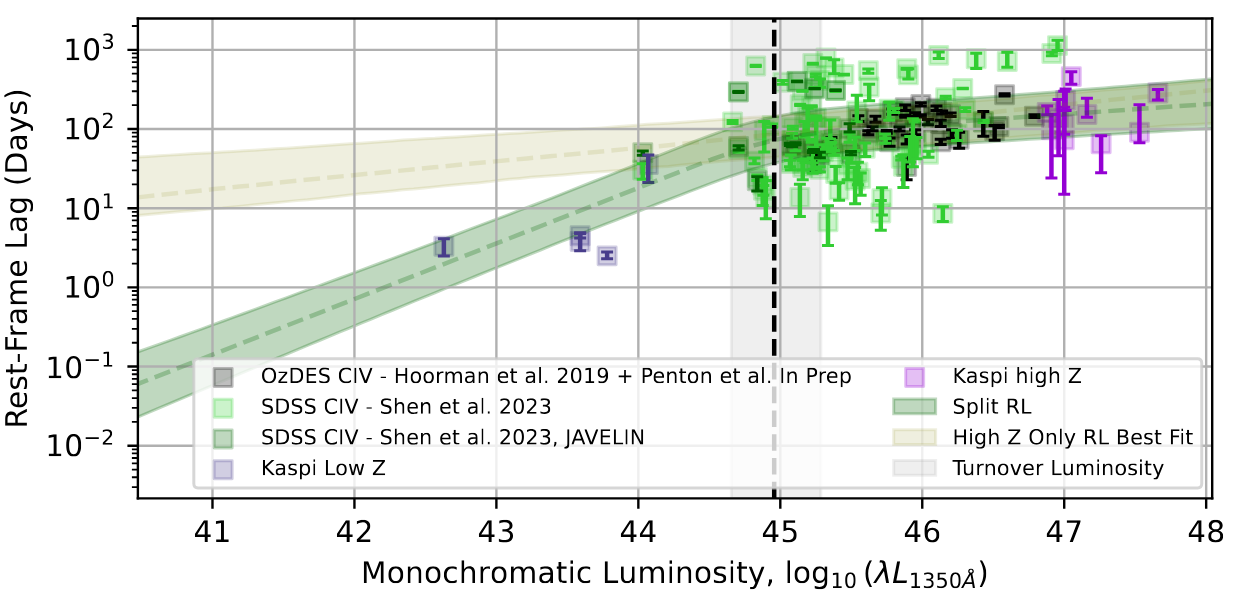 10³
10²
10¹
10⁰
10⁻¹
10⁻²
Rest-Frame Lag (Days)
OzDES CIV - Hoorman et al. 2019 + Penton et al. In Prep
SDSS CIV - Shen et al. 2023
SDSS CIV - Shen et al. 2023, JAVELIN
Kaspi Low Z
Kaspi high Z
Split RL
High Z Only RL Best Fit
Turnover Luminosity
41 42 43 44 45 46 47 48
Monochromatic Luminosity, log₁₀ (λL₁₃₅₀Å)